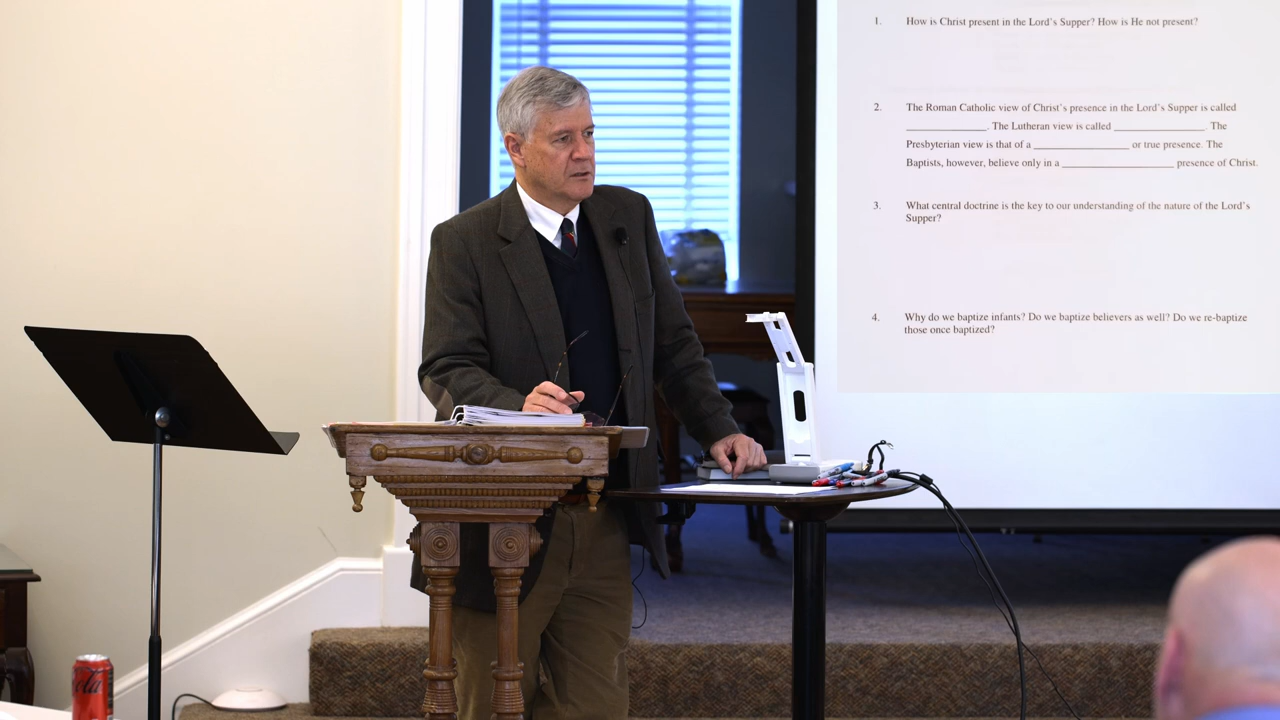 1. How is Christ present in the Lord's Supper? How is He not present?
2. The Roman Catholic view of Christ's presence in the Lord's Supper is called
______________. The Lutheran view is called ________________. The
Presbyterian view is that of a _________________ or true presence. The
Baptists, however, believe only in a ____________________ presence of Christ.
3. What central doctrine is the key to our understanding of the nature of the Lord's
Supper?
4. Why do we baptize infants? Do we baptize believers as well? Do we re-baptize
those once baptized?
Cola